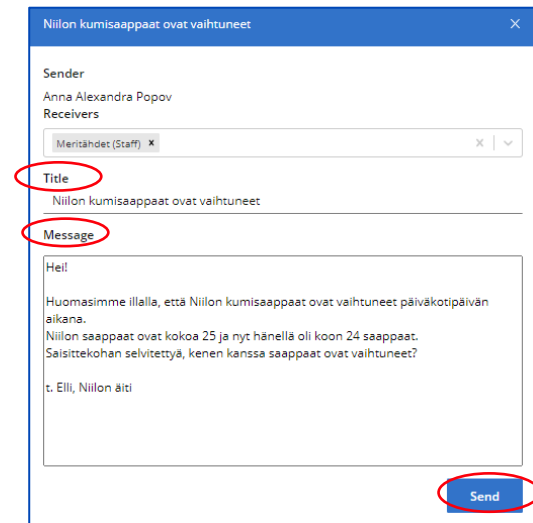 Niilon kumisaappaat ovat vaihtuneet
Sender
Anna Alexandra Popov
Receivers
Meritähdet (Staff)
Title
Niilon kumisaappaat ovat vaihtuneet
Message
Hei!
Huomasimme illalla, että Niilon kumisaappaat ovat vaihtuneet päiväkotipäivän
aikana.
Niilon saappaat ovat kokoa 25 ja nyt hänellä oli koon 24 saappaat.
Saisittekohan selvitettyä, kenen kanssa saappaat ovat vaihtuneet?
t. Elli, Niilon äiti
Send